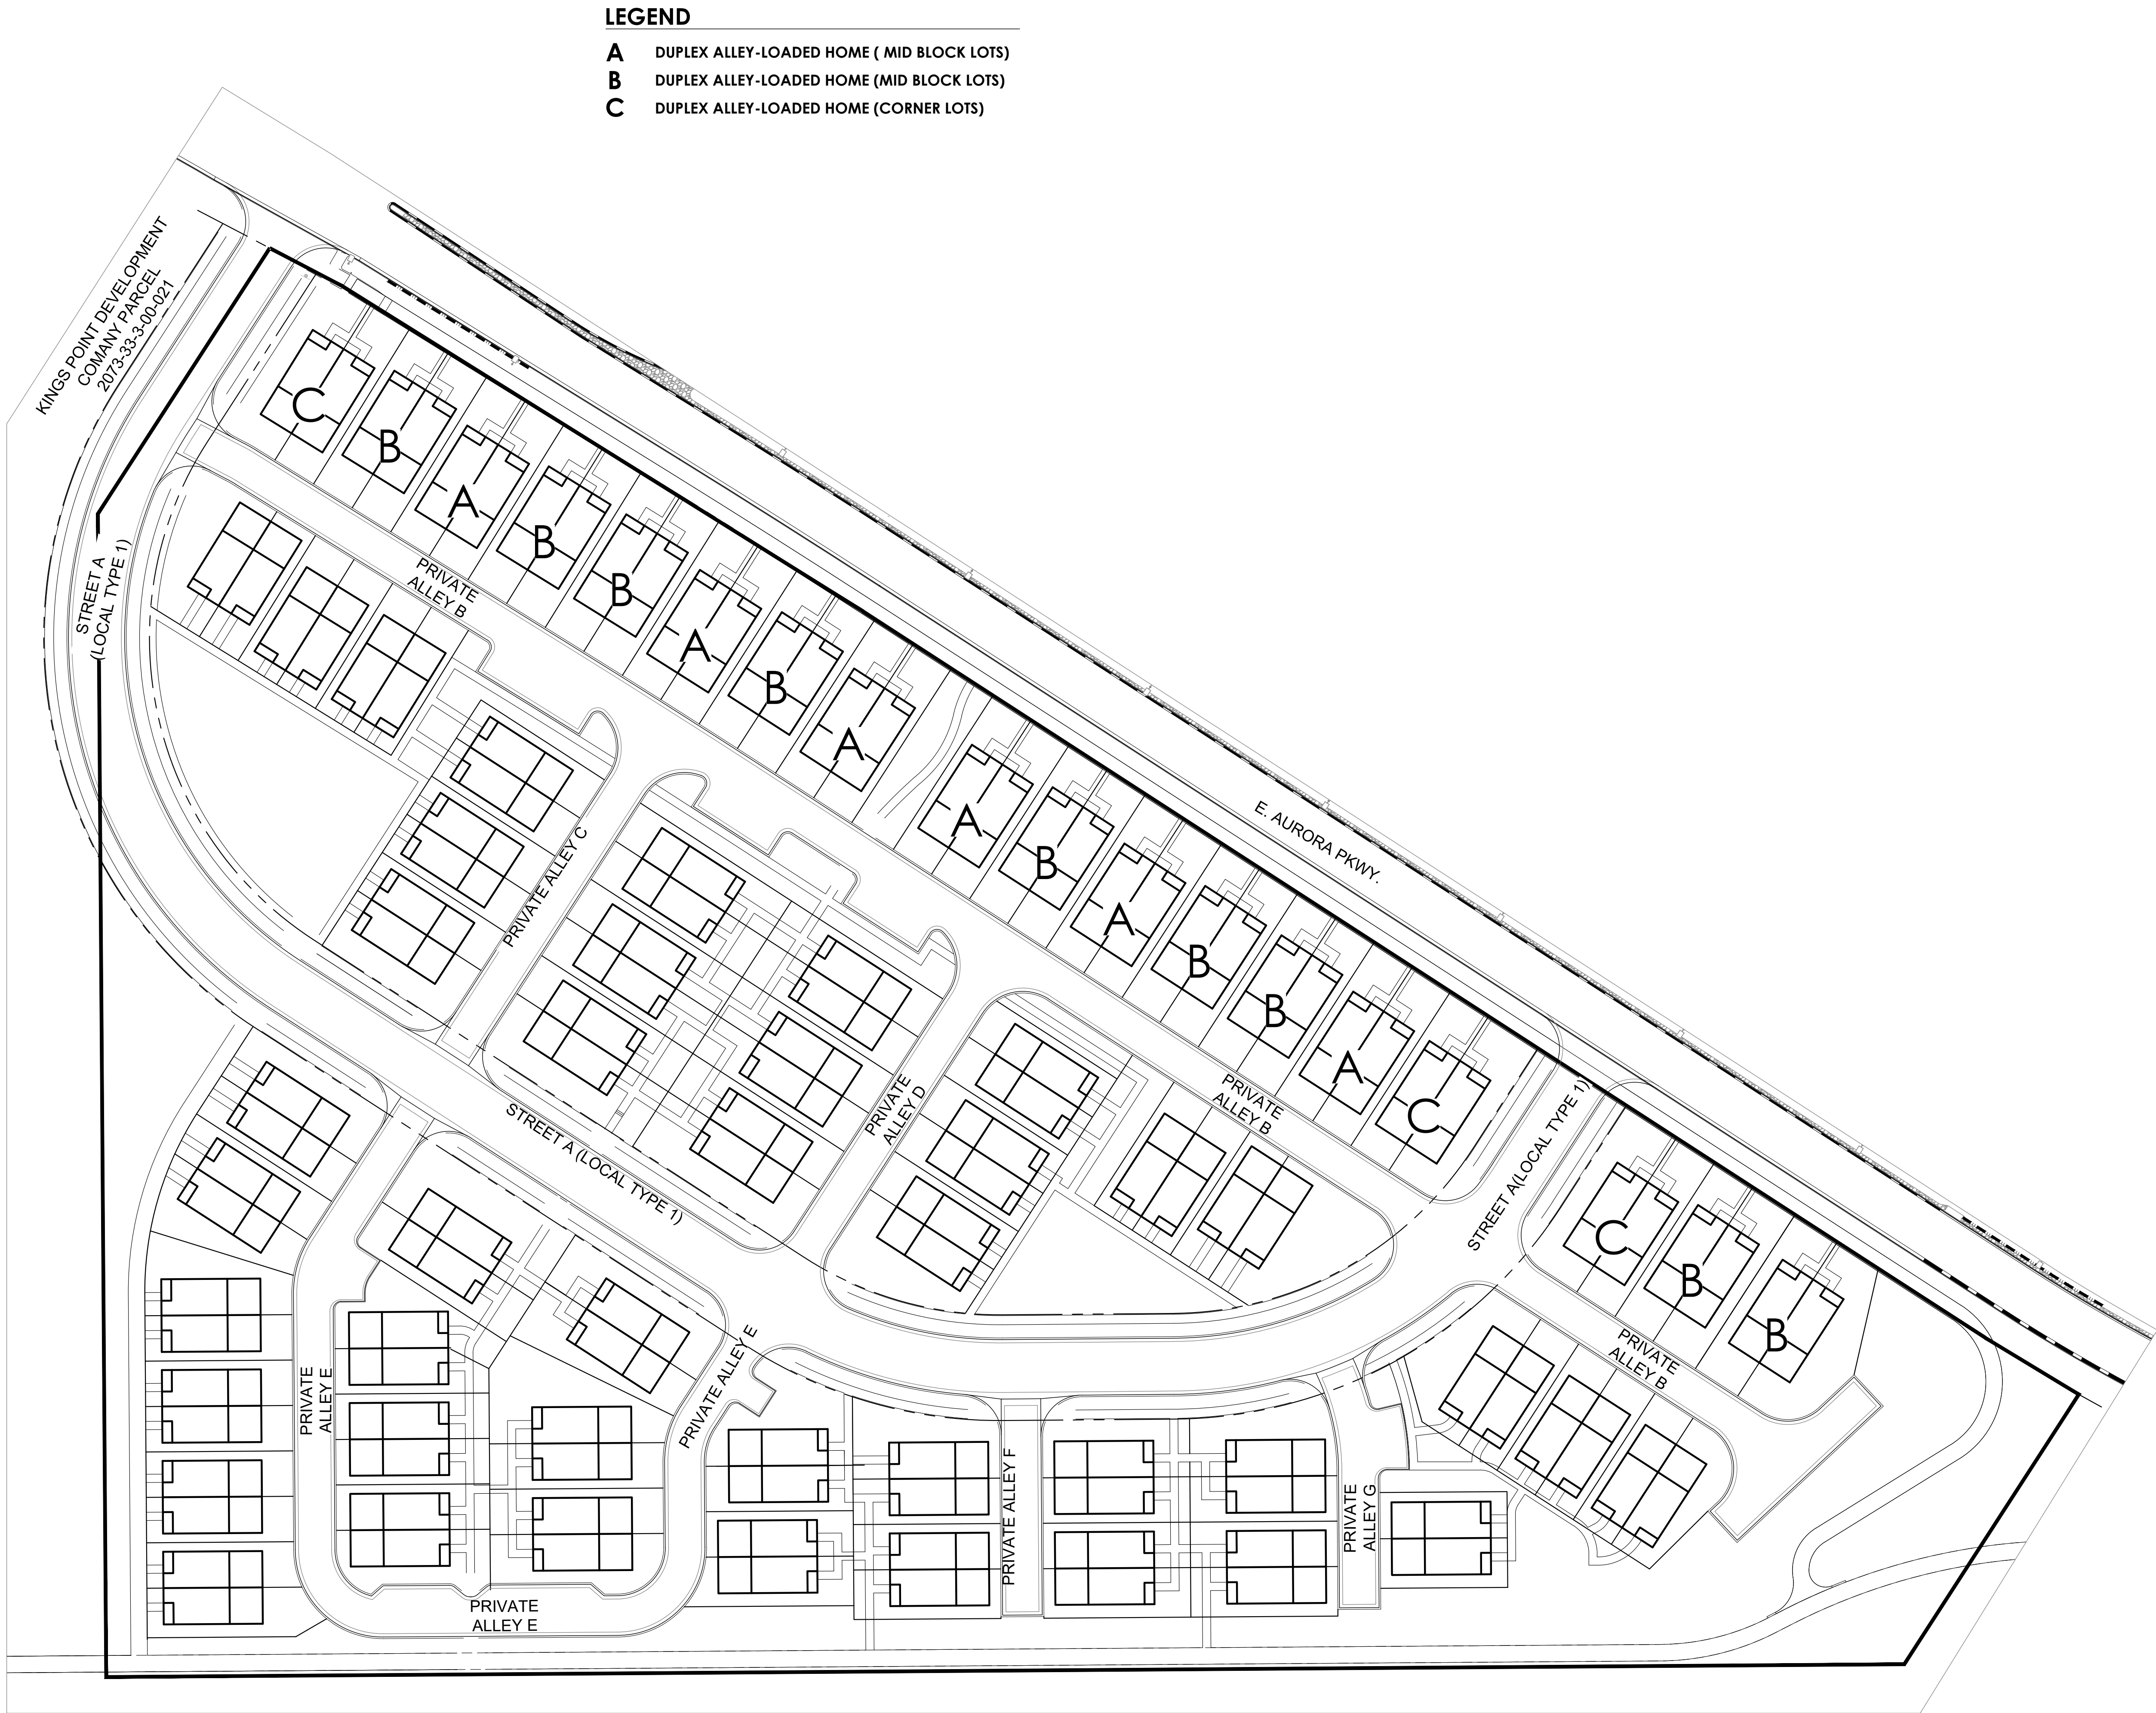 LEGEND
A DUPLEX ALLEY-LOADED HOME ( MID BLOCK LOTS)
B DUPLEX ALLEY-LOADED HOME (MID BLOCK LOTS)
C DUPLEX ALLEY-LOADED HOME (CORNER LOTS)
KINGS POINT DEVELOPMENT
COMANY PARCEL
2073-33-3-00-021
C
B
A
B
B
A
B
A
A
B
A
B
B
A
C
C
B
B
E. AURORA PKWY.
STREET A
(LOCAL TYPE 1)
PRIVATE
ALLEY B
PRIVATE ALLEY C
STREET A (LOCAL TYPE 1)
PRIVATE
ALLEY D
PRIVATE
ALLEY B
STREET A(LOCAL TYPE 1)
PRIVATE
ALLEY B
PRIVATE
ALLEY E
PRIVATE ALLEY E
PRIVATE
ALLEY E
PRIVATE ALLEY F
PRIVATE
ALLEY G